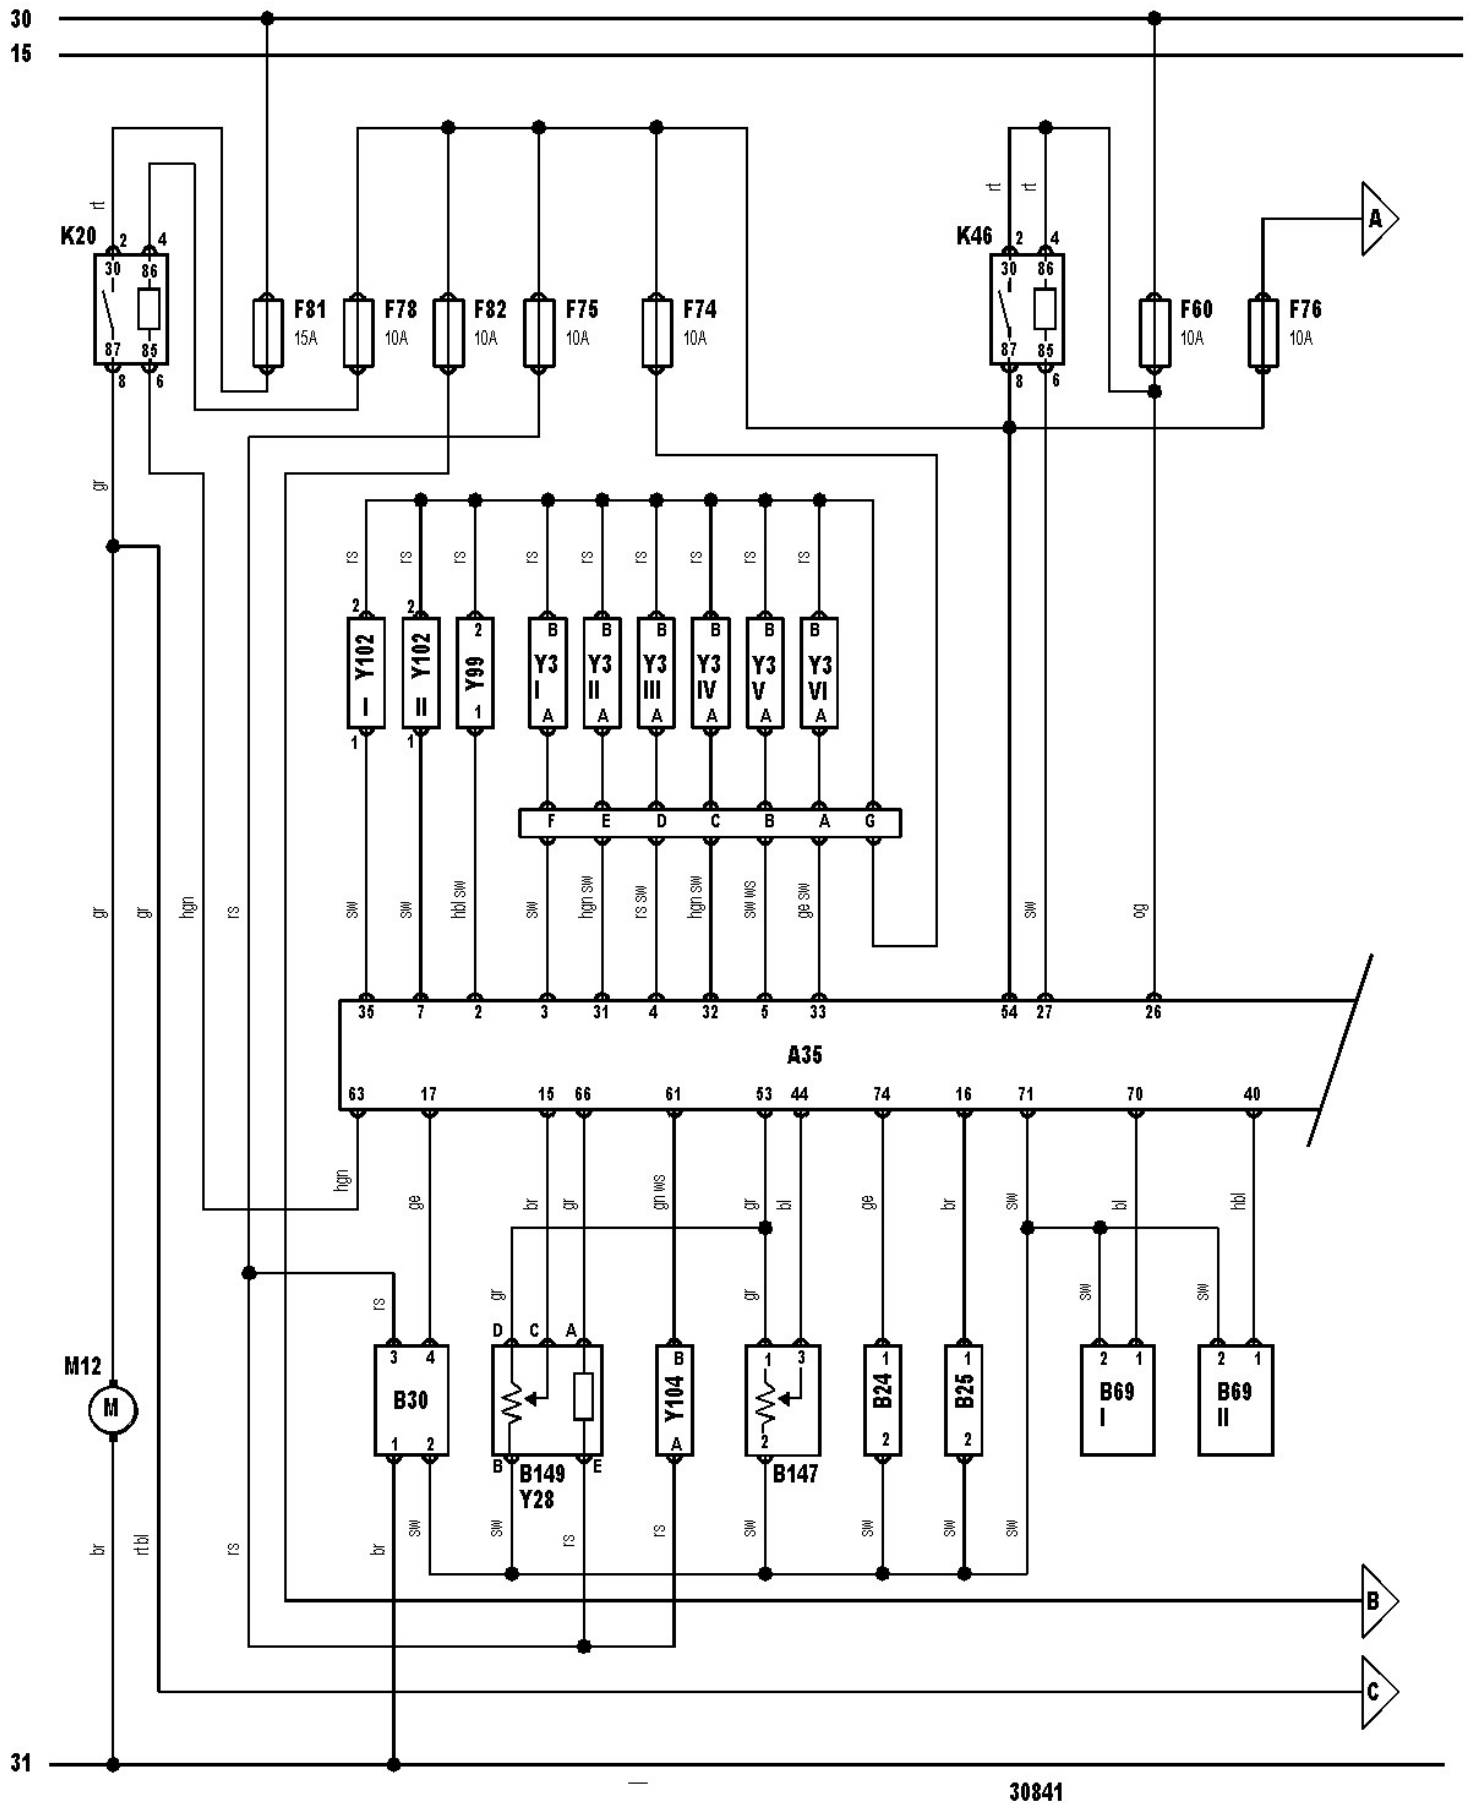 30
15
rt
rt
rt
A
K20
2
4
K46
2
4
30
86
30
86
F81
F78
F82
F75
F74
F60
F76
15A
10A
10A
10A
10A
10A
10A
87
85
87
85
8
6
8
6
gr
rs
rs
rs
rs
rs
rs
rs
rs
rs
2
2
2
B
B
B
B
B
B
Y102
Y102
Y99
Y3
Y3
Y3
Y3
Y3
Y3
I
II
I
II
III
IV
V
VI
1
A
A
A
A
A
A
1
1
F
E
D
C
B
A
G
gr
gr
hgn
rs
sw
sw
hbl sw
sw
hgn sw
rs sw
hgn sw
sw ws
ge sw
sw
og
35
7
2
3
31
4
32
5
33
54
27
26
A35
63
17
15
66
61
53
44
74
16
71
70
40
hgn
ge
br
gr
gn ws
gr
bl
ge
br
sw
bl
hbl
rs
gr
gr
sw
sw
D
C
A
M12
3
4
B
1
3
1
1
2
1
2
1
M
B30
Y104
B24
B25
B69
I
B69
II
1
2
A
2
2
2
B
E
B149
Y28
B147
br
rt bl
rs
br
sw
sw
rs
rs
sw
sw
sw
sw
B
C
31
30841